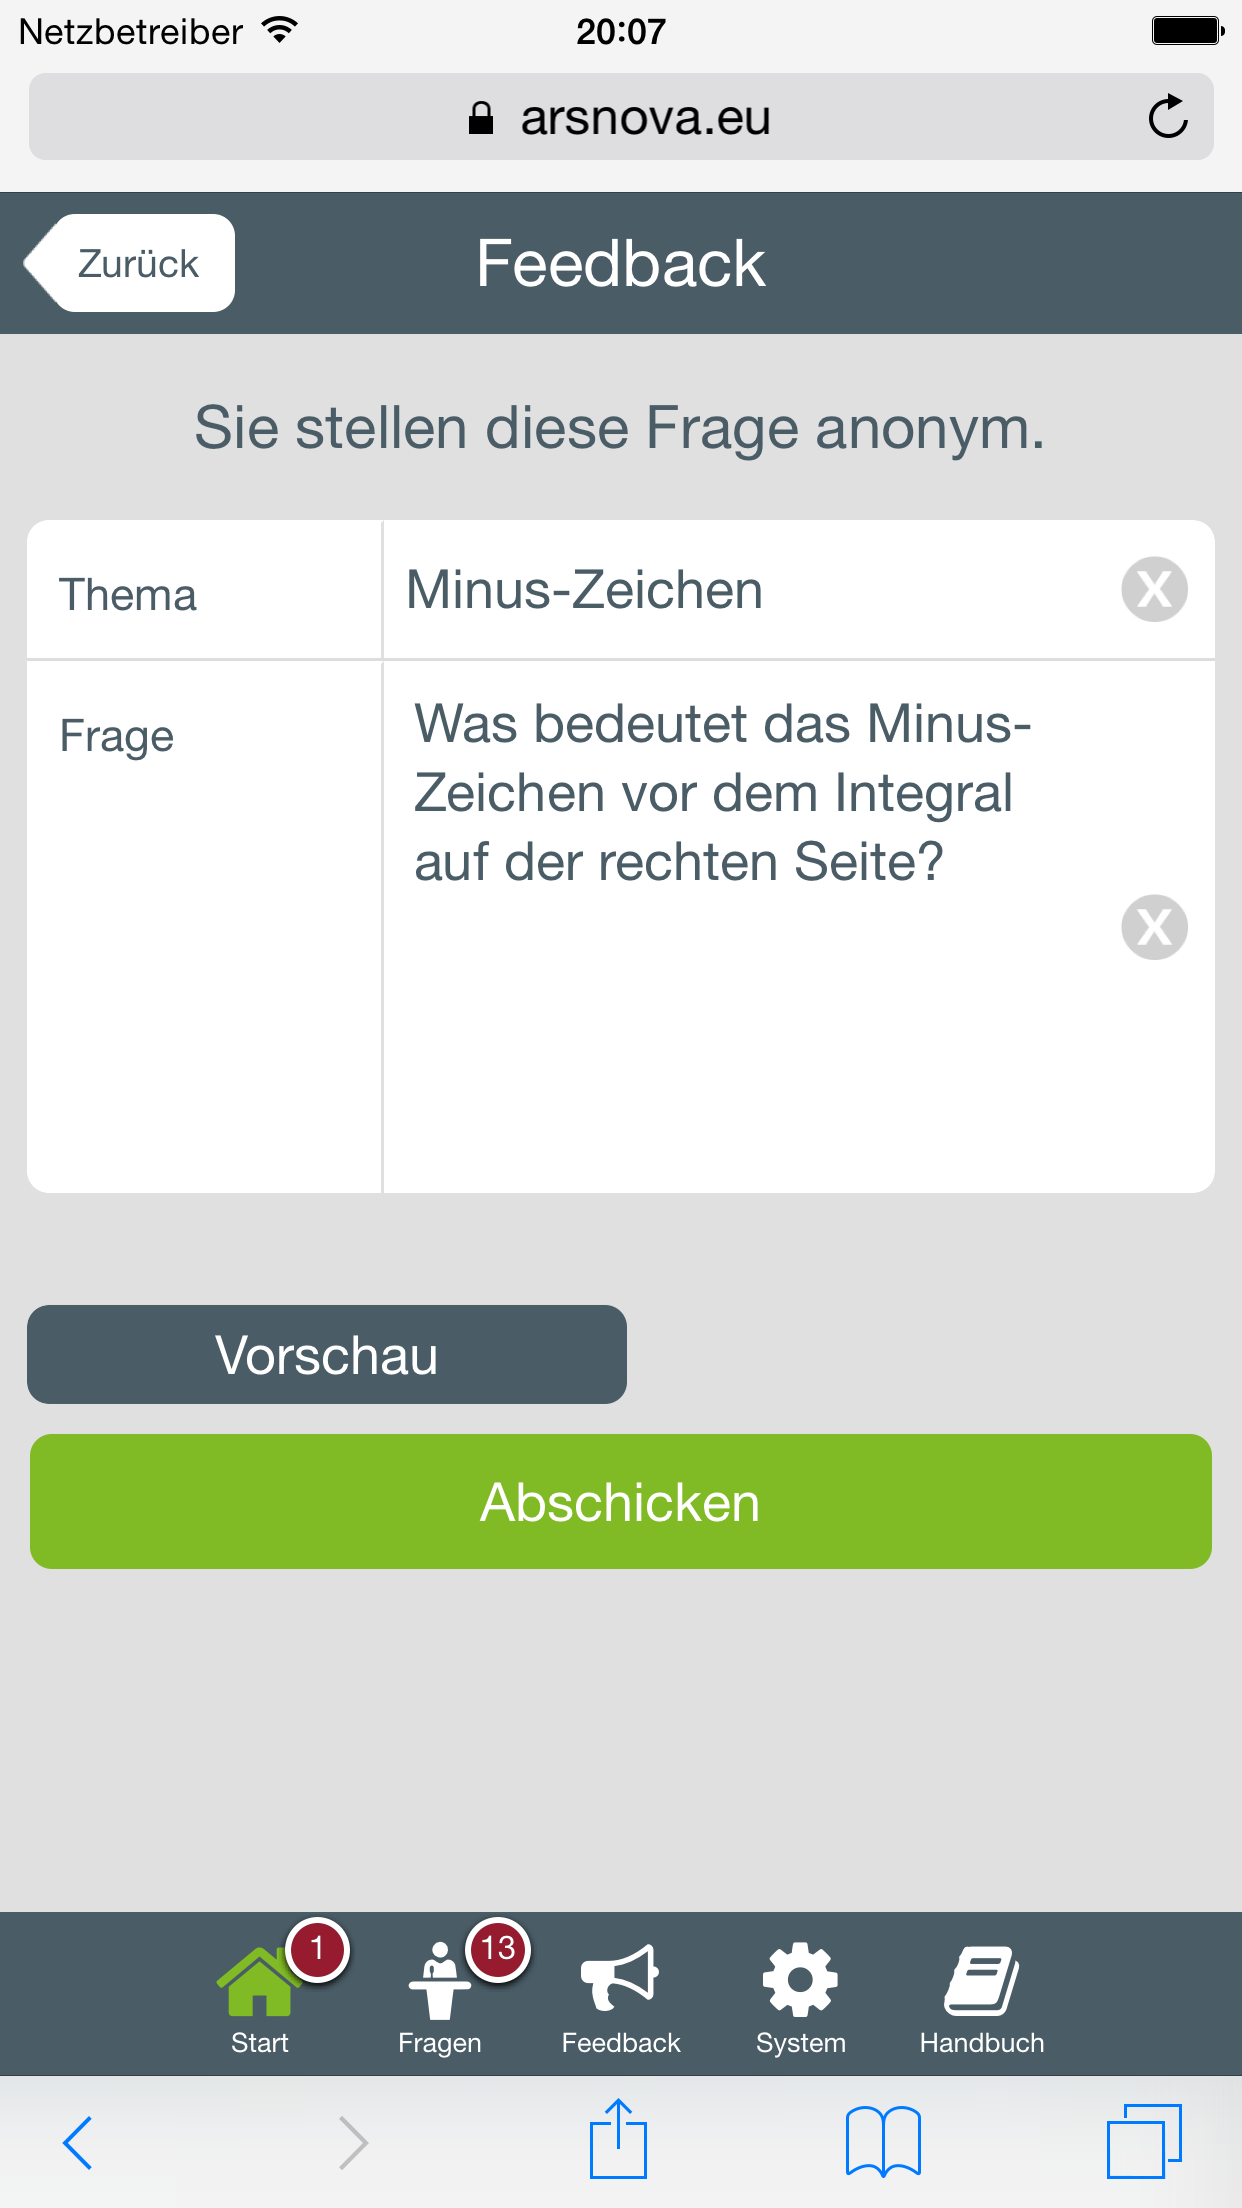 Netzbetreiber
20:07
arsnova.eu
Zurück
Feedback
Sie stellen diese Frage anonym.
Thema
Minus-Zeichen
X
Frage
Was bedeutet das Minus-
Zeichen vor dem Integral
auf der rechten Seite?
X
Vorschau
Abschicken
1
13
Start
Fragen
Feedback
System
Handbuch